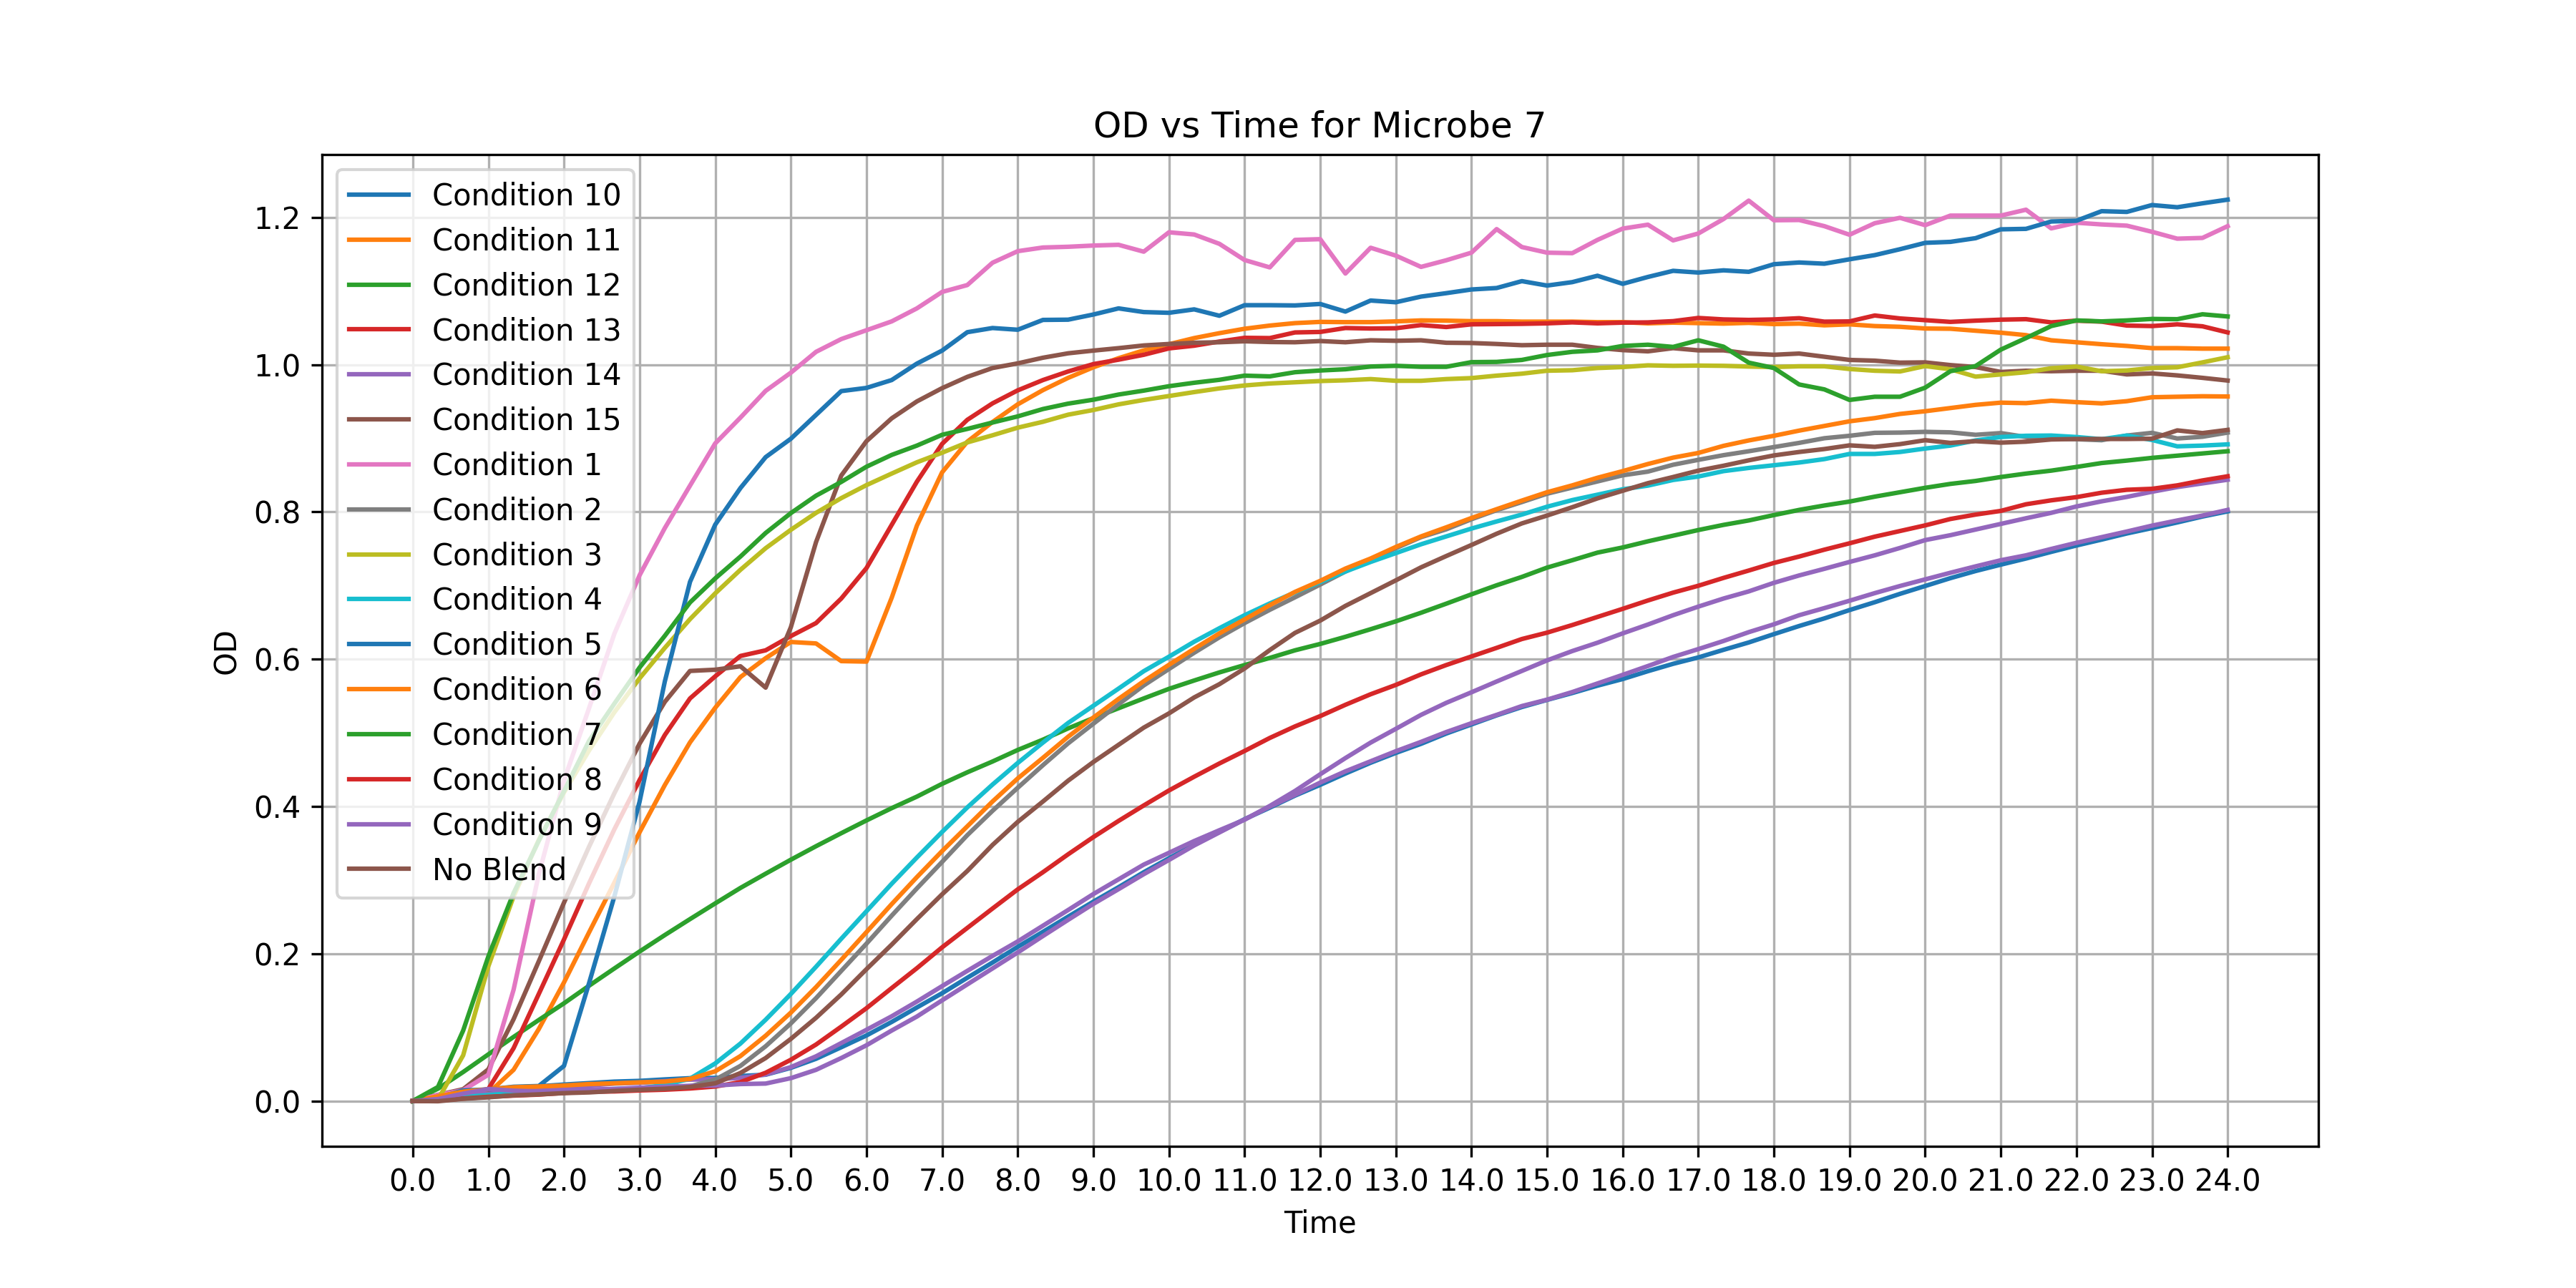 OD vs Time for Microbe 7
Condition 10
Condition 11
Condition 12
Condition 13
Condition 14
Condition 15
Condition 1
Condition 2
Condition 3
Condition 4
Condition 5
Condition 6
Condition 7
Condition 8
Condition 9
No Blend
OD
1.2
1.0
0.8
0.6
0.4
0.2
0.0
0.0 1.0 2.0 3.0 4.0 5.0 6.0 7.0 8.0 9.0 10.0 11.0 12.0 13.0 14.0 15.0 16.0 17.0 18.0 19.0 20.0 21.0 22.0 23.0 24.0
Time